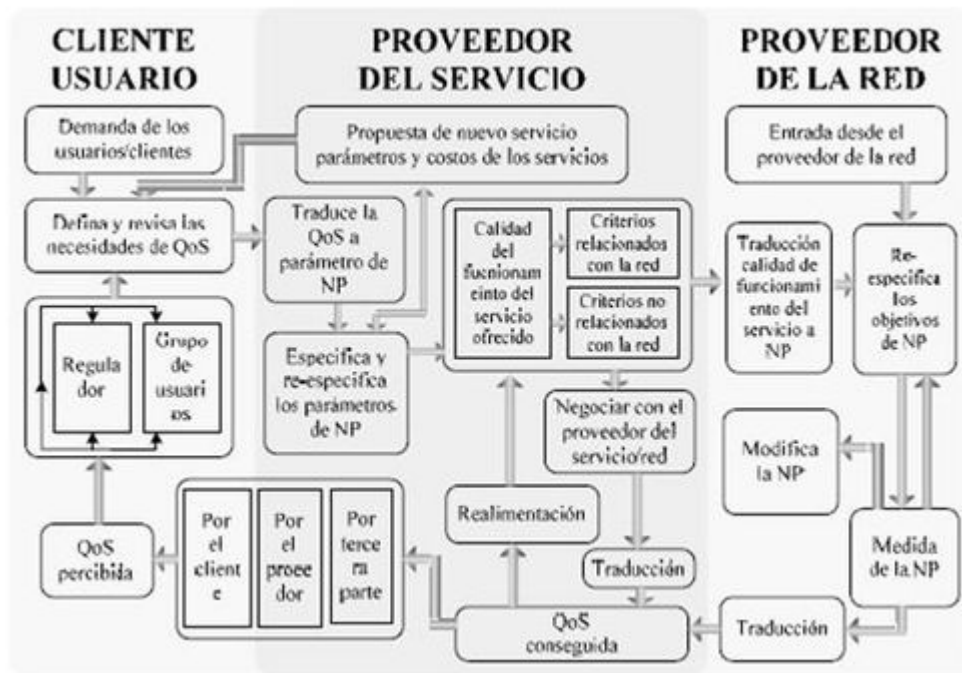 CLIENTE
USUARIO
PROVEEDOR
DEL SERVICIO
PROVEEDOR
DE LA RED
Demanda de los
usuarios/clientes
Propuesta de nuevo servicio
parámetros y costos de los servicios
Entrada desde el
proveedor de la red
Defina y revisa las
necesidades de QoS
Traduce la
QoS a
parámetro de
NP
Calidad
del
fucnionam
einto del
servicio
ofrecido
Criterios
relacionados
con la red
Criterios no
relacionados
con la red
Traducción
calidad de
funcionami
ento del
servicio a
NP
Re-
especifica
los
objetivos
de NP
Regula
dor
Grupo
de
usuari
os
Especifica y
re-especifica
los parámetros
de NP
Negociar con el
proveedor del
servicio/red
Modifica
la NP
Realimentación
QoS
percibida
Por
el
client
e
Por
el
proee
dor
Por
terce
ra
parte
Traducción
Medida
de la NP
QoS
conseguida
Traducción